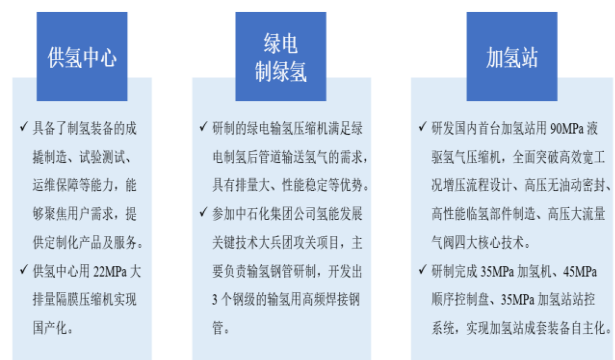 供氢中心
✓ 具备了制氢装备的成
撬制造、试验测试、
运维保障等能力，能
够聚焦用户需求，提
供定制化产品及服务。
✓ 供氢中心用 22MPa 大
排量隔膜压缩机实现
国产化。
绿电
制绿氢
✓ 研制的绿电输氢压缩机满足绿
电制氢后管道输送氢气的需求，
具有排量大、性能稳定等优势。
✓ 参加中石化集团公司氢能发展
关键技术大兵团攻关项目，主
要负责输氢钢管研制，开发出
3 个钢级的输氢用高频焊接钢
管。
加氢站
✓ 研发国内首台加氢站用 90MPa 液
驱氢气压缩机，全面突破高效宽工
况增压流程设计、高压无油动密封、
高性能临氢部件制造、高压大流量
气阀四大核心技术。
✓ 研制完成 35MPa 加氢机、45MPa
顺序控制盘、35MPa 加氢站站控
系统，实现加氢站成套装备自主化。